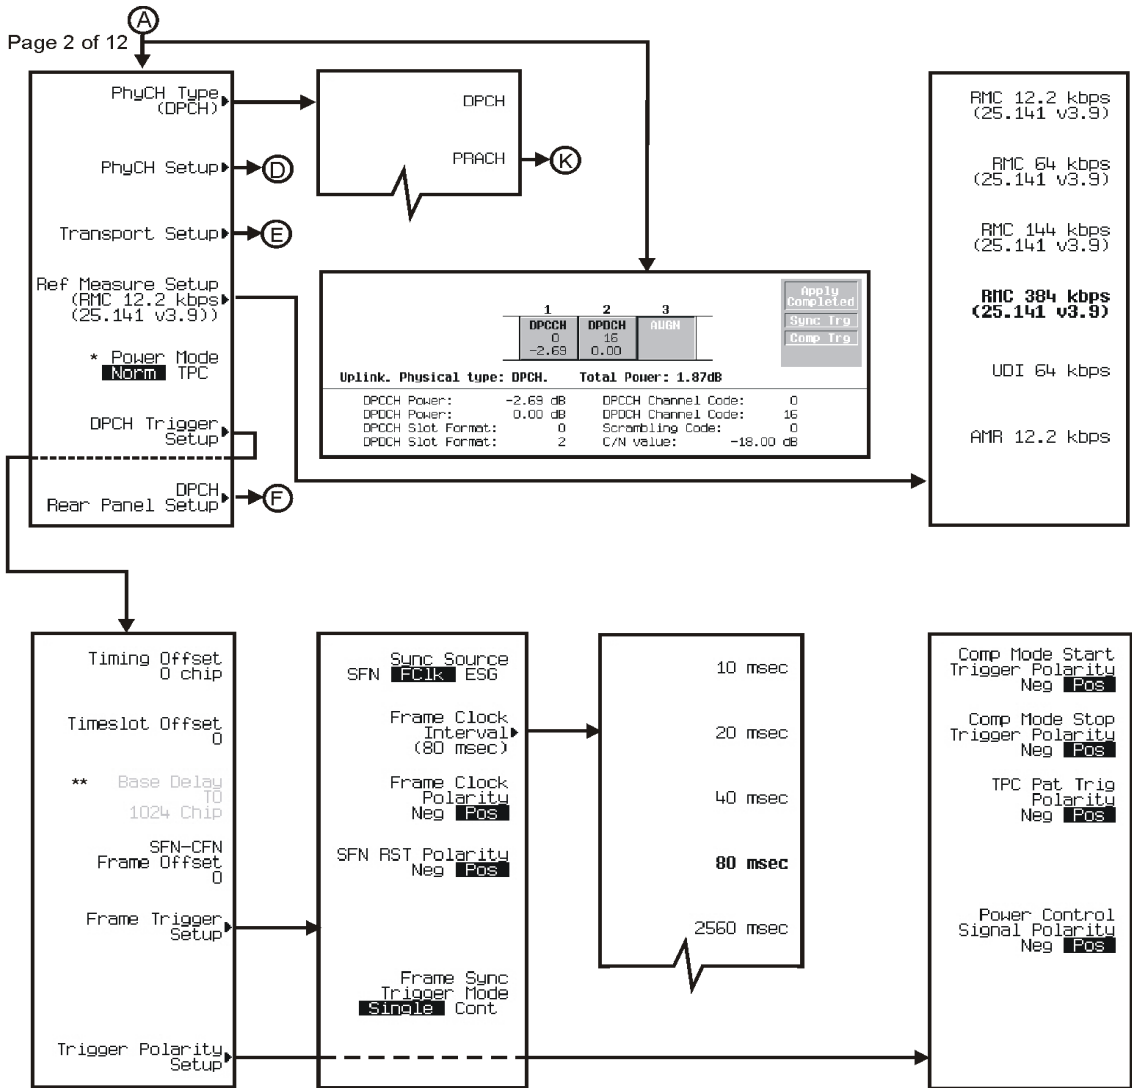 A
Page 2 of 12
PhyCH Type
(DPCH)
PhyCH Setup
D
Transport Setup
E
Ref Measure Setup
(RMC 12.2 kbps
(25.141 v3.9))
* Power Mode
Norm TPC
DPCH Trigger
Setup
DPCH
Rear Panel Setup
F
DPCH
PRACH
K
1 2 3
DPCCH DPDCH AWGN
0 16
-2.69 0.00
Apply
Completed
Sync Trg
Comp Trg
Uplink. Physical type: DPCH. Total Power: 1.87dB
DPCCH Power: -2.69 dB DPCCH Channel Code: 0
DPDCH Power: 0.00 dB DPDCH Channel Code: 16
DPCCH Slot Format: 0 Scrambling Code: 0
DPDCH Slot Format: 2 C/N value: -18.00 dB
RMC 12.2 kbps
(25.141 v3.9)
RMC 64 kbps
(25.141 v3.9)
RMC 144 kbps
(25.141 v3.9)
RMC 384 kbps
(25.141 v3.9)
UDI 64 kbps
AMR 12.2 kbps
Timing Offset
0 chip
Timeslot Offset
0
** Base Delay
T0
1024 Chip
SFN-CFN
Frame Offset
0
Frame Trigger
Setup
Trigger Polarity
Setup
Sync Source
SFN FClk ESG
Frame Clock
Interval
(80 msec)
Frame Clock
Polarity
Neg Pos
SFN RST Polarity
Neg Pos
Frame Sync
Trigger Mode
Single Cont
10 msec
20 msec
40 msec
80 msec
2560 msec
Comp Mode Start
Trigger Polarity
Neg Pos
Comp Mode Stop
Trigger Polarity
Neg Pos
TPC Pat Trig
Polarity
Neg Pos
Power Control
Signal Polarity
Neg Pos